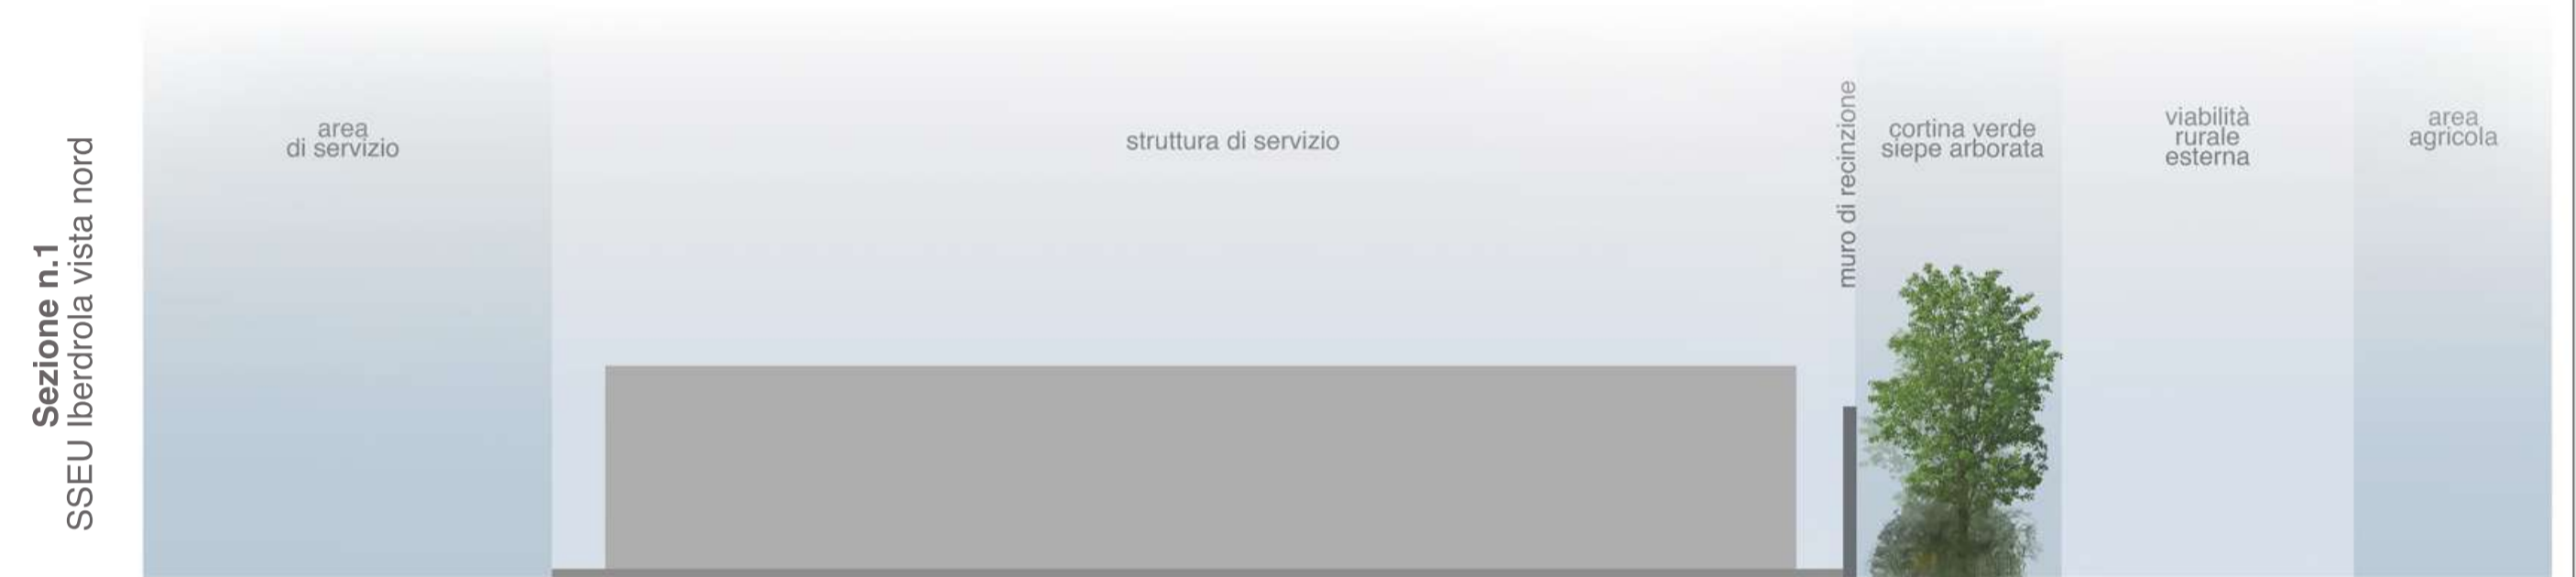 Sezione n.1
SSEU Iberdrola vista nord
area
di servizio
struttura di servizio
muro di recinzione
cortina verde
siepe arborata
viabilità
rurale
esterna
area
agricola